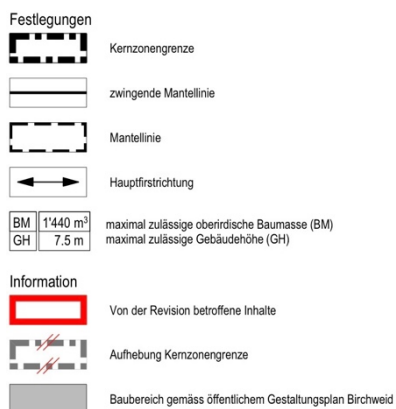 Festlegungen
Kernzonengrenze
zwingende Mantellinie
Mantellinie
Hauptfirstrichtung
BM 1'440 m³ maximal zulässige oberirdische Baumasse (BM)
GH 7.5 m maximal zulässige Gebäudehöhe (GH)
Information
Von der Revision betroffene Inhalte
Aufhebung Kernzonengrenze
Baubereich gemäss öffentlichem Gestaltungsplan Birchweid